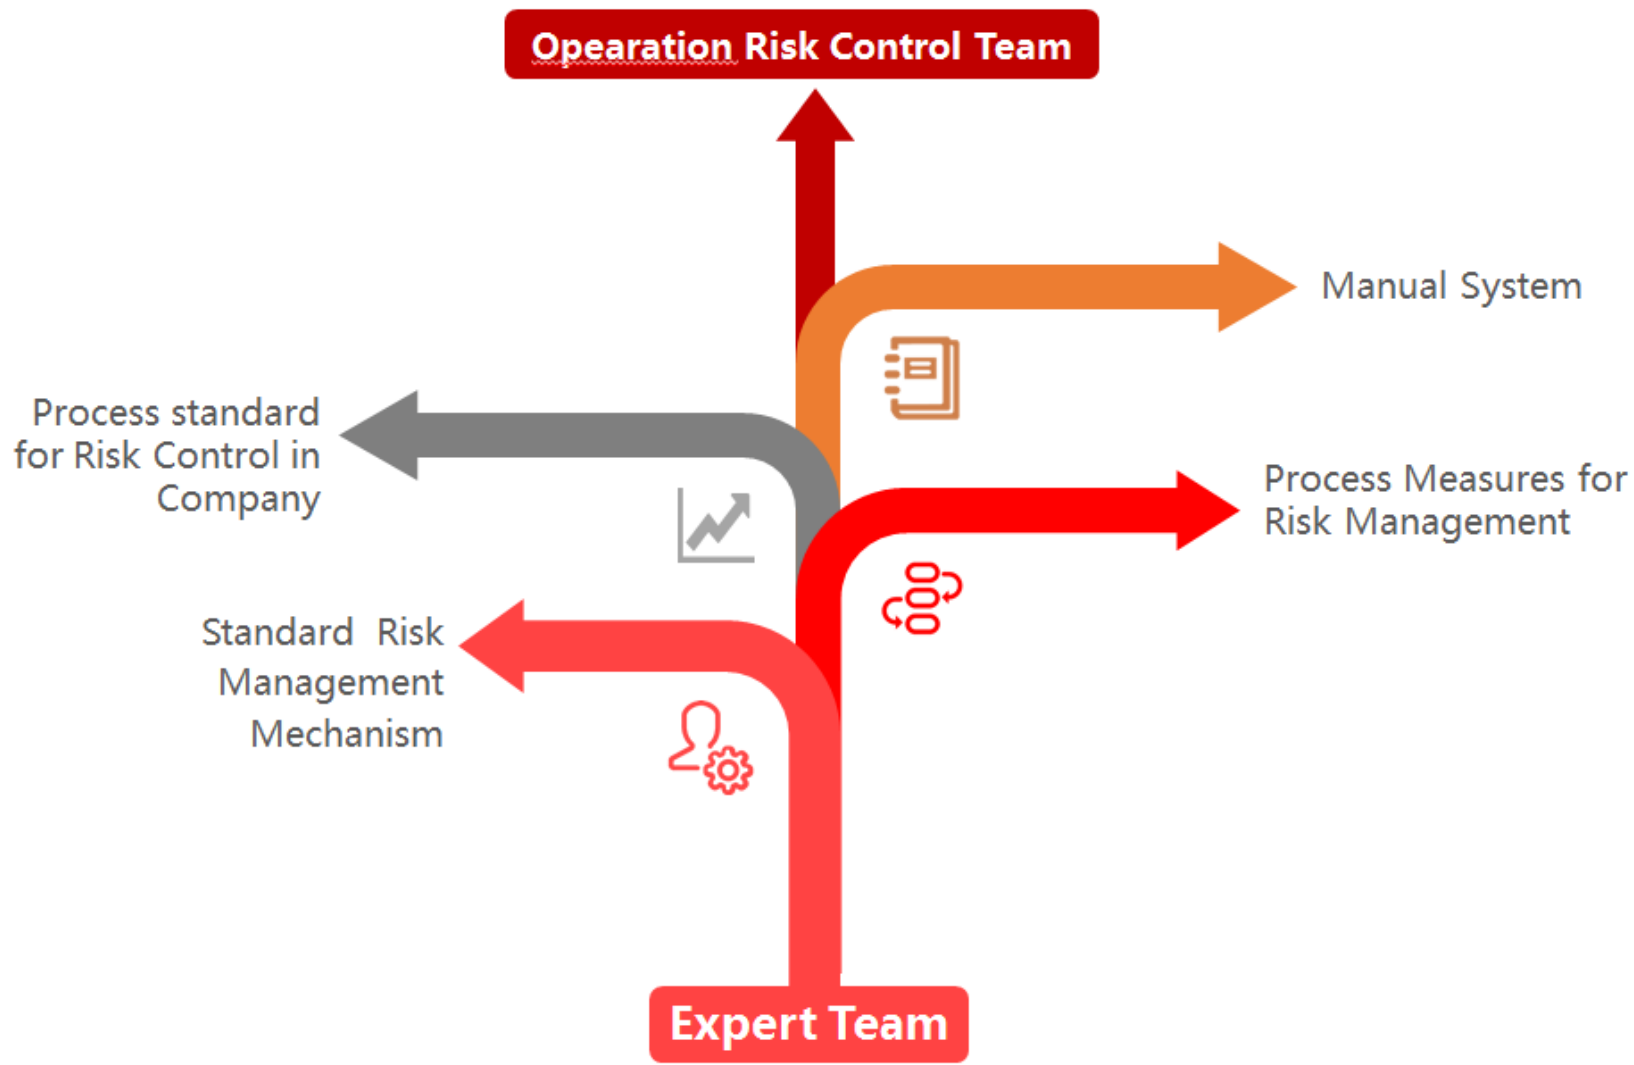 Opearation Risk Control Team
Manual System
Process standard
for Risk Control in
Company
Process Measures for
Risk Management
Standard Risk
Management
Mechanism
Expert Team